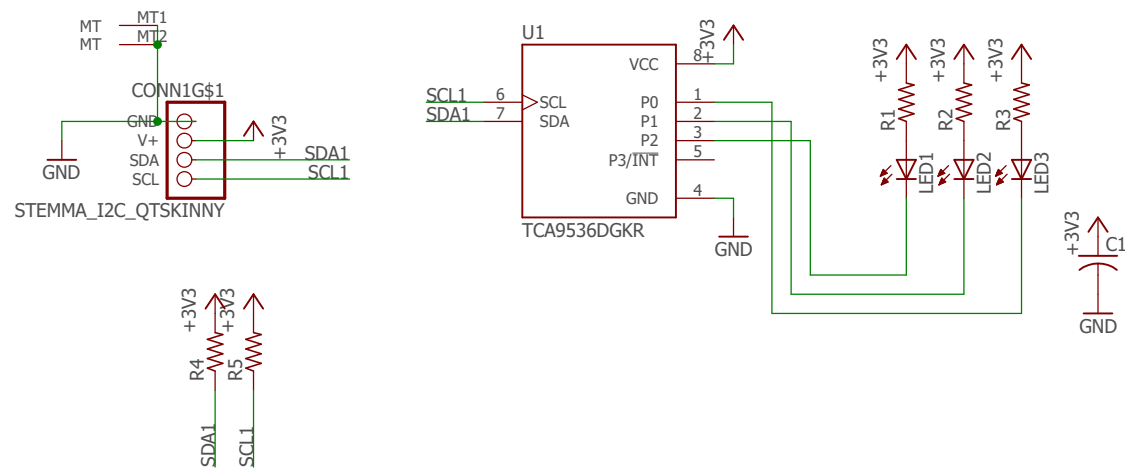 MT MT1
MT MT2
CONN1G$1
GND
V+
SDA
SCL
+3V3
SDA1
SCL1
GND
STEMMA_I2C_QTSKINNY
U1
SCL1 6 SCL
SDA1 7 SDA
VCC 8
+3V3
P0 1
P1 2
P2 3
P3/INT 5
GND 4
TCA9536DGKR
GND
+3V3 +3V3 +3V3
R1 R2 R3
LED1 LED2 LED3
+3V3
C1
GND
+3V3 +3V3
R4 R5
SDA1 SCL1